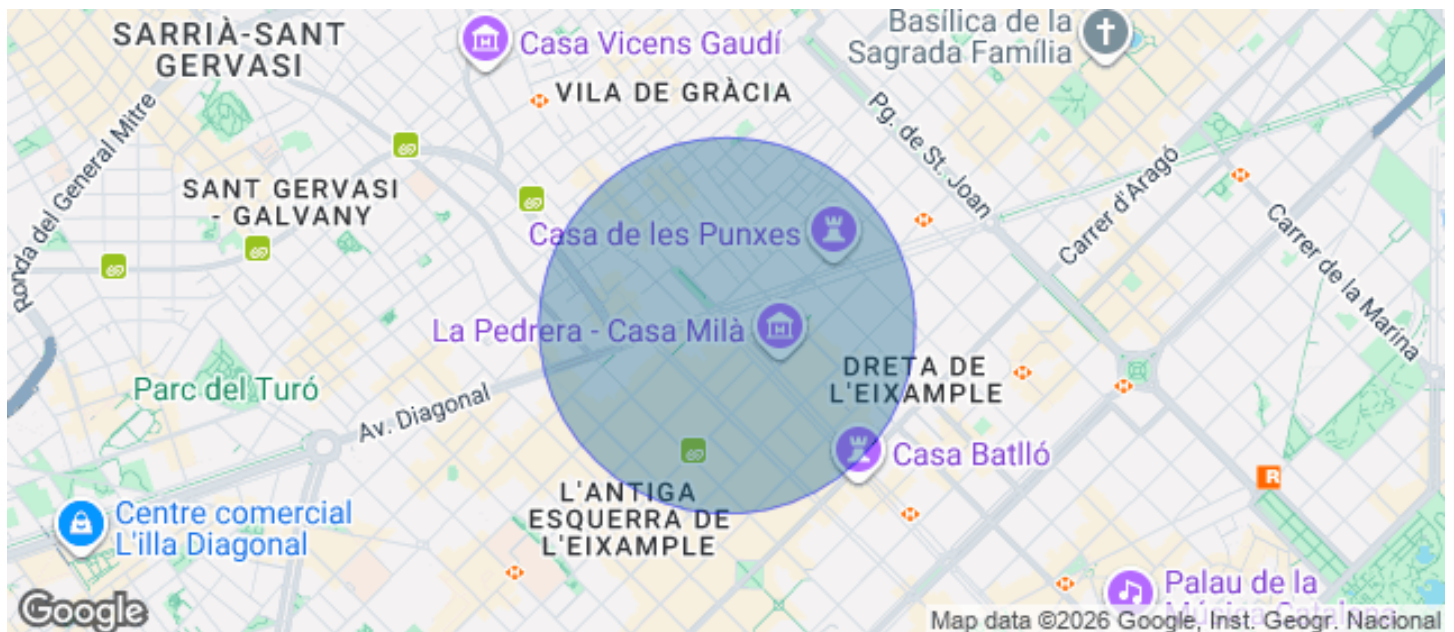 SARRIÀ-SANT
GERVASI
Casa Vicens Gaudí
Basílica de la
Sagrada Família
VILA DE GRÀCIA
Ronda del General Mitre
Pg. de St. Joan
SANT GERVASI
- GALVANY
Carrer d'Aragó
Carrer de la Marina
Casa de les Punxes
La Pedrera - Casa Milà
DRETA DE
L'EIXAMPLE
Parc del Turó
Av. Diagonal
Casa Batlló
L'ANTIGA
ESQUERRA DE
L'EIXAMPLE
Centre comercial
L'illa Diagonal
R
Palau de la
Música Catalana
Google
Map data ©2026 Google, Inst. Geogr. Nacional